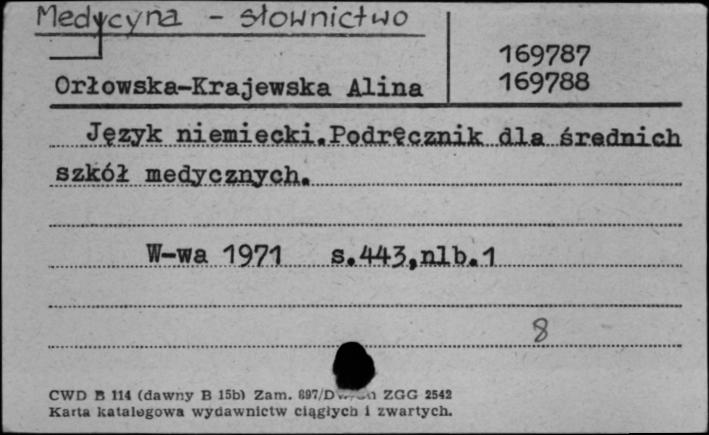 Medycyna - słownictwo
169787
Orłowska-Krajewska Alina
169788
Język niemiecki.Podręcznik dla średnich
szkół medycznych.
W-wa 1971 s.443,nlb.1
8
CWD B 114 (dawny B 15b) Zam. ZGG 2542
Karta katalogowa wydawnictw ciągłych i zwartych.